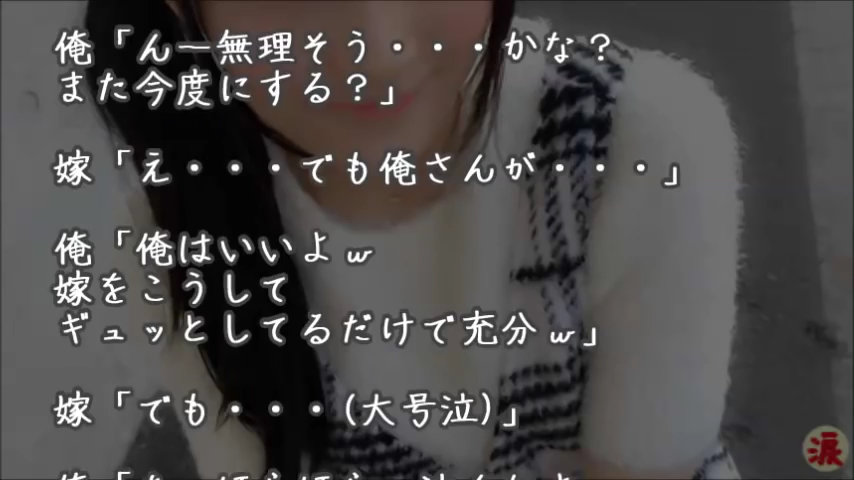 俺「んー無理そう・・・かな？
また今度にする？」
嫁「え・・・でも俺さんが・・・」
俺「俺はいいよｗ
嫁をこうして
ギュッとしてるだけで充分ｗ」
嫁「でも・・・(大号泣)」
涙